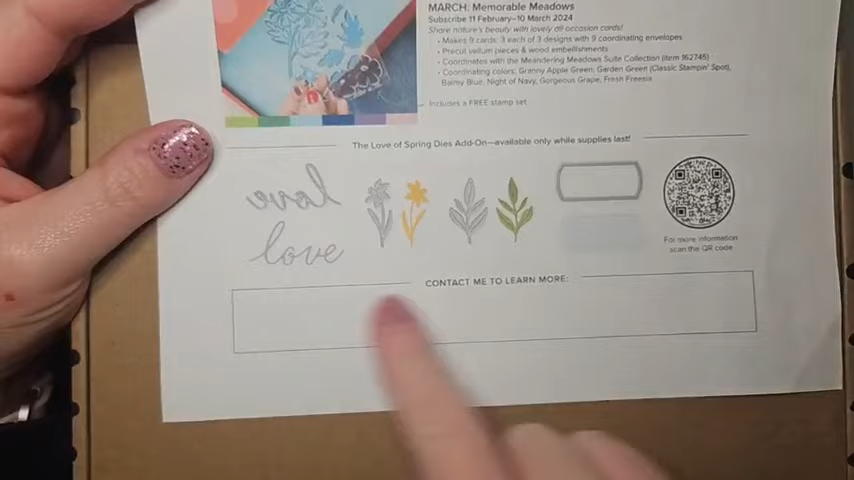 MARCH: Memorable Meadows
Subscribe 11 February–10 March 2024
Share nature's beauty with lovely all occasion cards!
• Makes 9 cards: 3 each of 3 designs with 9 coordinating envelopes
• Precut vellum pieces & wood embellishments
• Coordinates with the Meandering Meadows Suite Collection (item 162745)
• Coordinating colors: Granny Apple Green, Garden Green (Classic Stampin' Spot),
Balmy Blue, Night of Navy, Gorgeous Grape, Fresh Freesia
Includes a FREE stamp set
The Love of Spring Dies Add-On—available only while supplies last!
love
love
For more information
scan the QR code
CONTACT ME TO LEARN MORE: